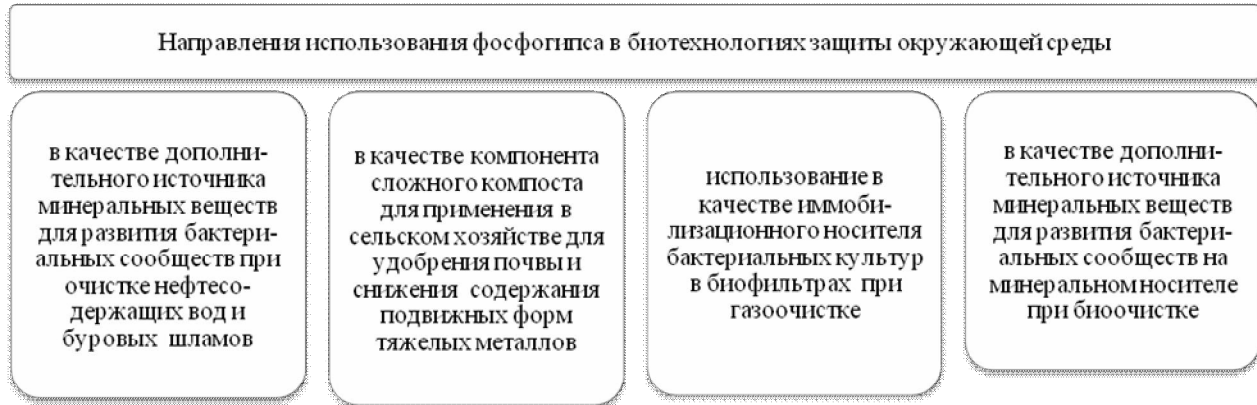 Направления использования фосфогипса в биотехнологиях защиты окружающей среды
в качестве дополни-
тельного источника
минеральных веществ
для развития бактери-
альных сообществ при
очистке нефтесо-
держащих вод и
буровых шламов
в качестве компонента
сложного компоста
для применения в
сельском хозяйстве для
удобрения почвы и
снижения содержания
подвижных форм
тяжелых металлов
использование в
качестве иммоби-
лизационного носителя
бактериальных культур
в биофильтрах при
газоочистке
в качестве дополни-
тельного источника
минеральных веществ
для развития бактери-
альных сообществ на
минеральном носителе
при биоочистке